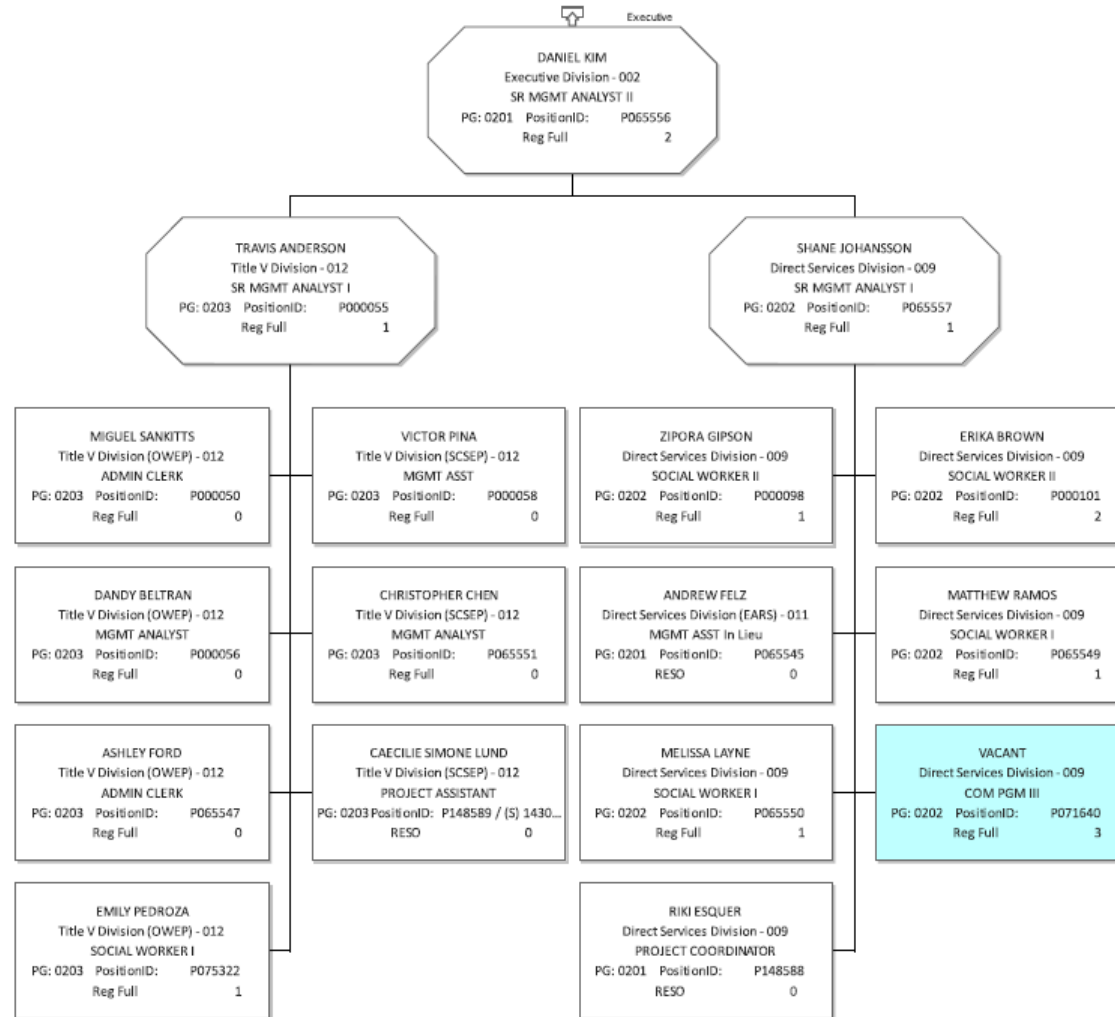 Executive
DANIEL KIM
Executive Division - 002
SR MGMT ANALYST II
PG: 0201 PositionID: P065556
Reg Full 2
TRAVIS ANDERSON
Title V Division - 012
SR MGMT ANALYST I
PG: 0203 PositionID: P000055
Reg Full 1
SHANE JOHANSSON
Direct Services Division - 009
SR MGMT ANALYST I
PG: 0202 PositionID: P065557
Reg Full 1
MIGUEL SANKITTS
Title V Division (OWEP) - 012
ADMIN CLERK
PG: 0203 PositionID: P000050
Reg Full 0
VICTOR PINA
Title V Division (SCSEP) - 012
MGMT ASST
PG: 0203 PositionID: P000058
Reg Full 0
ZIPORA GIPSON
Direct Services Division - 009
SOCIAL WORKER II
PG: 0202 PositionID: P000098
Reg Full 1
ERIKA BROWN
Direct Services Division - 009
SOCIAL WORKER II
PG: 0202 PositionID: P000101
Reg Full 2
DANDY BELTRAN
Title V Division (OWEP) - 012
MGMT ANALYST
PG: 0203 PositionID: P000056
Reg Full 0
CHRISTOPHER CHEN
Title V Division (SCSEP) - 012
MGMT ANALYST
PG: 0203 PositionID: P065551
Reg Full 0
ANDREW FELZ
Direct Services Division (EARS) - 011
MGMT ASST In Lieu
PG: 0201 PositionID: P065545
RESO 0
MATTHEW RAMOS
Direct Services Division - 009
SOCIAL WORKER I
PG: 0202 PositionID: P065549
Reg Full 1
ASHLEY FORD
Title V Division (OWEP) - 012
ADMIN CLERK
PG: 0203 PositionID: P065547
Reg Full 0
CAECILIE SIMONE LUND
Title V Division (SCSEP) - 012
PROJECT ASSISTANT
PG: 0203 PositionID: P148589 / (S) 1430...
RESO 0
MELISSA LAYNE
Direct Services Division - 009
SOCIAL WORKER I
PG: 0202 PositionID: P065550
Reg Full 1
VACANT
Direct Services Division - 009
COM PGM III
PG: 0202 PositionID: P071640
Reg Full 3
EMILY PEDROZA
Title V Division (OWEP) - 012
SOCIAL WORKER I
PG: 0203 PositionID: P075322
Reg Full 1
RIKI ESQUER
Direct Services Division - 009
PROJECT COORDINATOR
PG: 0201 PositionID: P148588
RESO 0